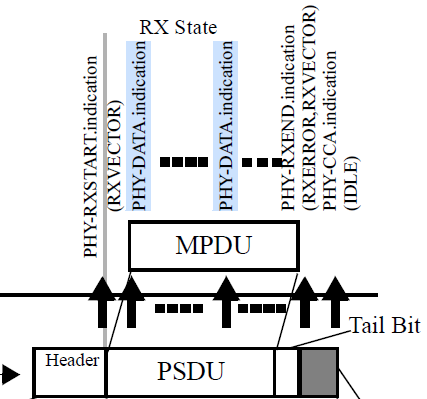 RX State
PHY-RXSTART.indication
(RXVECTOR)
PHY-DATA.indication
PHY-DATA.indication
PHY-RXEND.indication
(RXERROR,RXVECTOR)
PHY-CCA.indication
(IDLE)
MPDU
Tail Bit
Header
PSDU